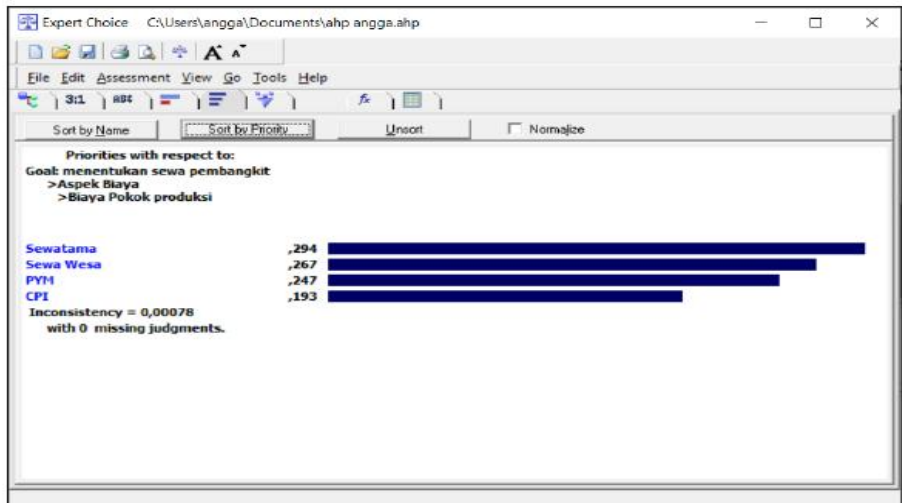 Expert Choice C:\Users\angga\Documents\ahp angga.ahp
File Edit Assessment View Go Tools Help
3:1 ABC
Sort by Name Sort by Priority Unsort Normalize
Priorities with respect to:
Goal: menentukan sewa pembangkit
>Aspek Biaya
>Biaya Pokok produksi
Sewatama ,294
Sewa Wesa ,267
PYM ,247
CPI ,193
Inconsistency = 0,00078
with 0 missing judgments.